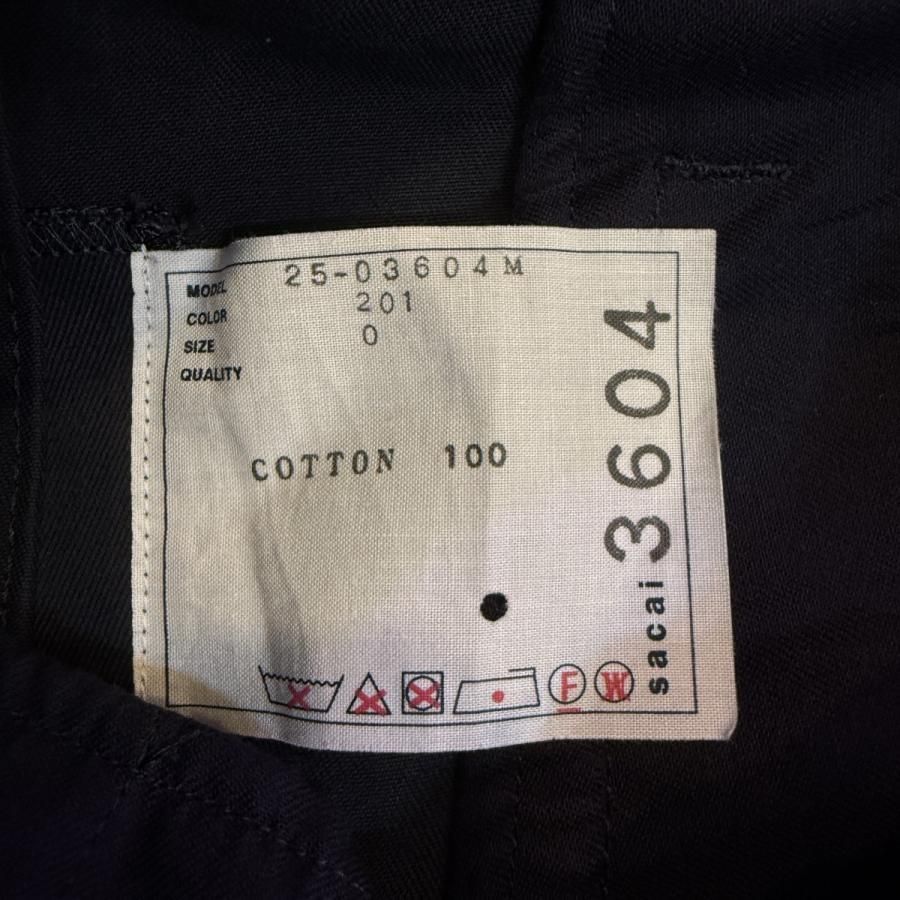 MODEL 25-03604M
COLOR 201
SIZE 0
QUALITY
COTTON 100
F W
sacai 3604